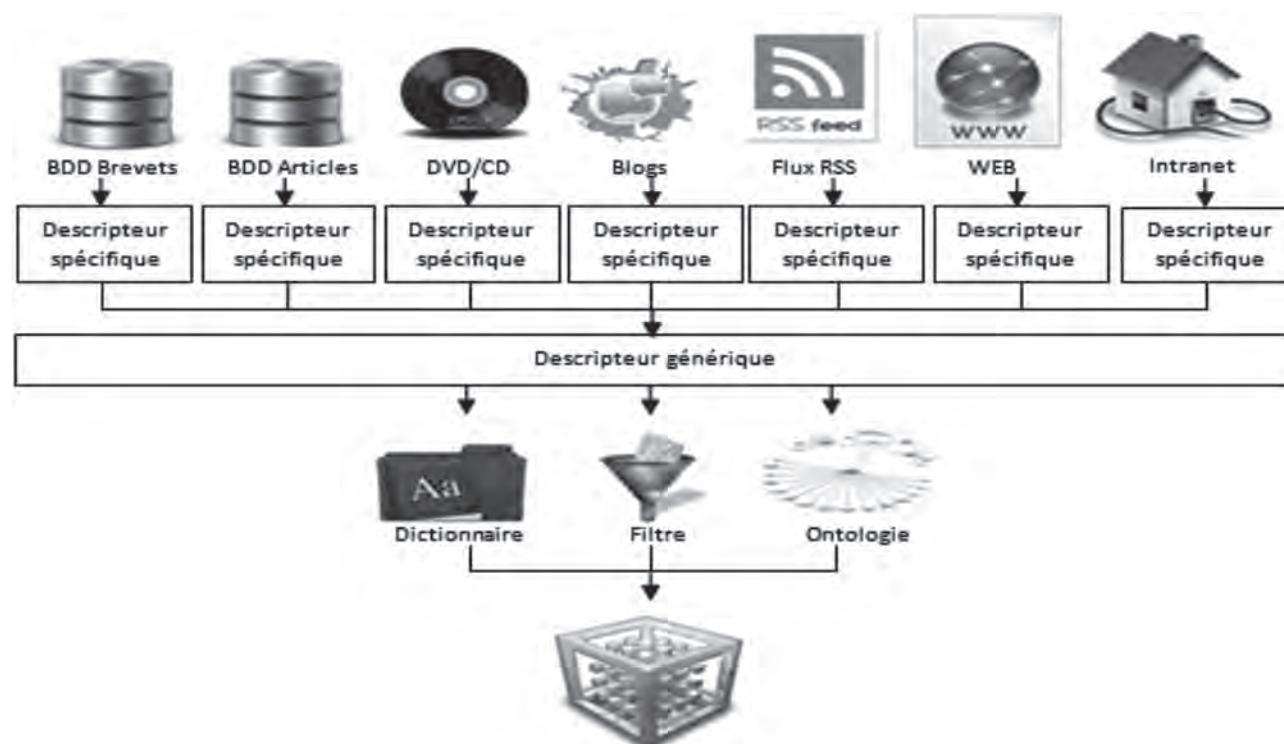 RSS feed
WWW
BDD Brevets
BDD Articles
DVD/CD
Blogs
Flux RSS
WEB
Intranet
Descripteur
spécifique
Descripteur
spécifique
Descripteur
spécifique
Descripteur
spécifique
Descripteur
spécifique
Descripteur
spécifique
Descripteur
spécifique
Descripteur générique
Aa
Dictionnaire
Filtre
Ontologie